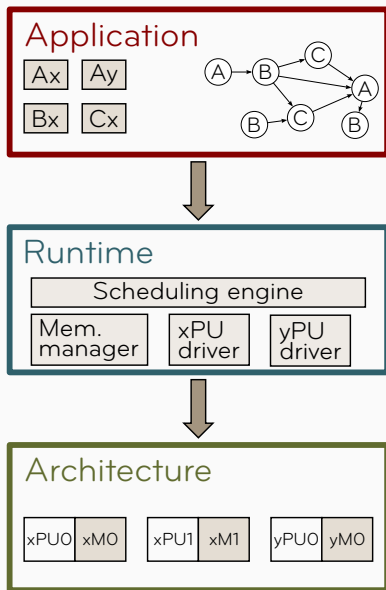 Application
Ax Ay
Bx Cx
A B C A
B C B
Runtime
Scheduling engine
Mem. manager
xPU driver
yPU driver
Architecture
xPU0 xM0 xPU1 xM1 yPU0 yM0